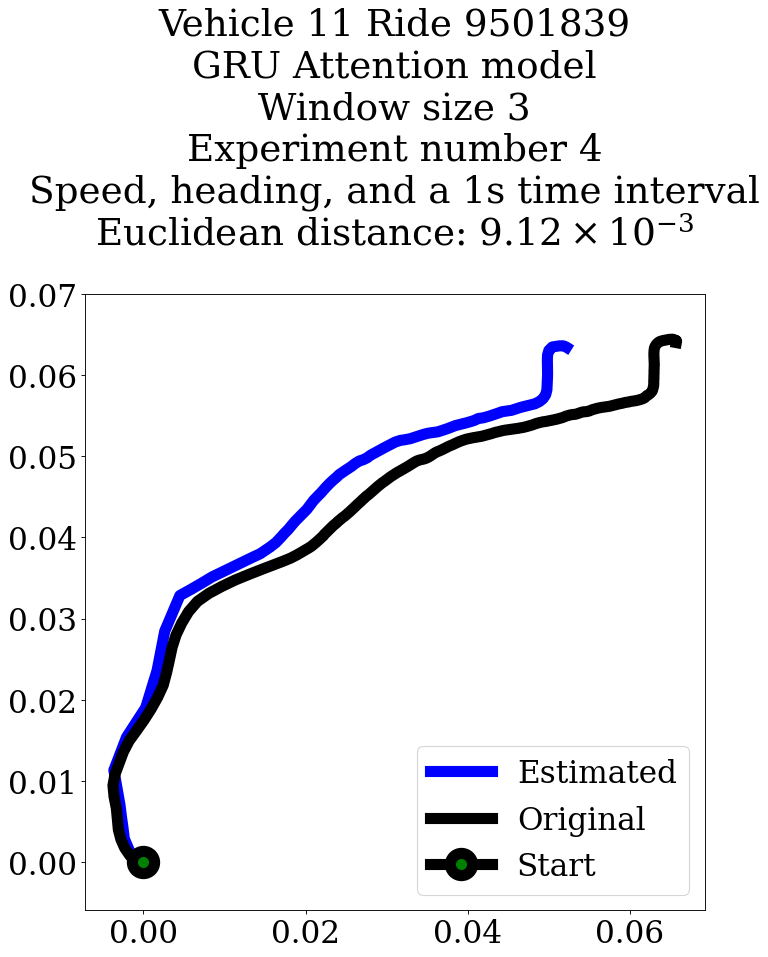 Vehicle 11 Ride 9501839
GRU Attention model
Window size 3
Experiment number 4
Speed, heading, and a 1s time interval
Euclidean distance: 9.12 × 10⁻³
0.07
0.06
0.05
0.04
0.03
0.02
0.01
0.00
Estimated
Original
Start
0.00 0.02 0.04 0.06